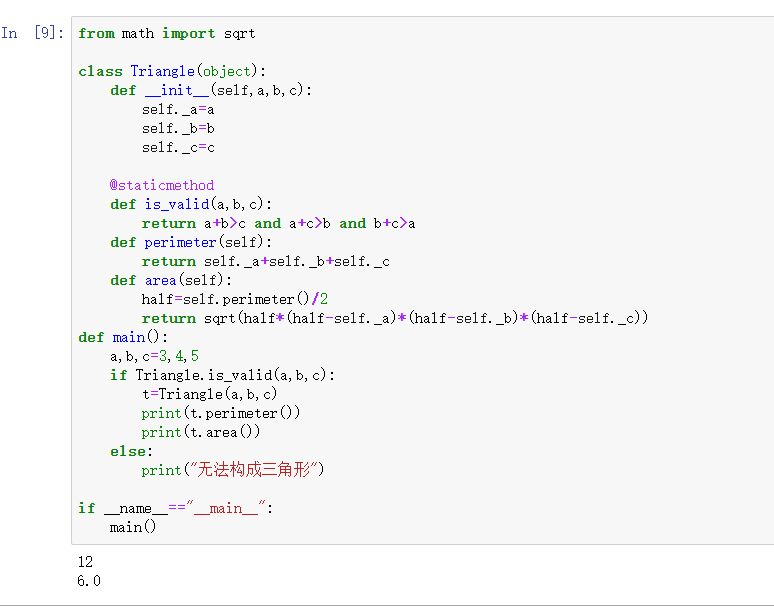 In [9]:
from math import sqrt
class Triangle(object):
    def __init__(self,a,b,c):
        self._a=a
        self._b=b
        self._c=c
    @staticmethod
    def is_valid(a,b,c):
        return a+b>c and a+c>b and b+c>a
    def perimeter(self):
        return self._a+self._b+self._c
    def area(self):
        half=self.perimeter()/2
        return sqrt(half*(half-self._a)*(half-self._b)*(half-self._c))
def main():
    a,b,c=3,4,5
    if Triangle.is_valid(a,b,c):
        t=Triangle(a,b,c)
        print(t.perimeter())
        print(t.area())
    else:
        print("无法构成三角形")
if __name__=="__main__":
    main()
12
6.0